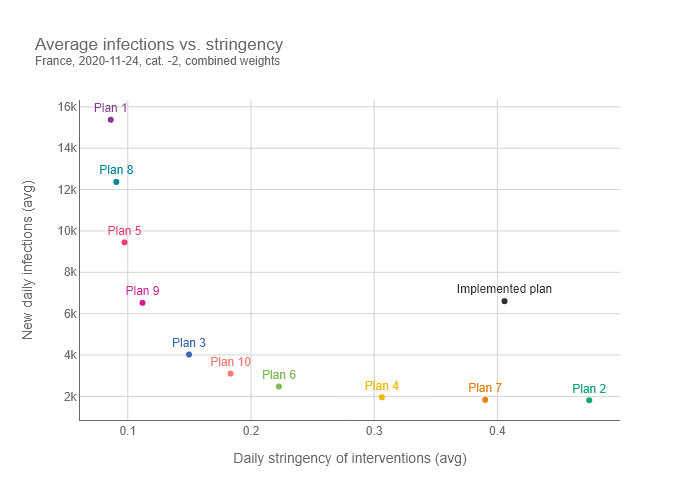 Average infections vs. stringency
France, 2020-11-24, cat. -2, combined weights
New daily infections (avg)
16k
14k
12k
10k
8k
6k
4k
2k
Plan 1
Plan 8
Plan 5
Plan 9
Implemented plan
Plan 3
Plan 10
Plan 6
Plan 4
Plan 7
Plan 2
0.1
0.2
0.3
0.4
Daily stringency of interventions (avg)